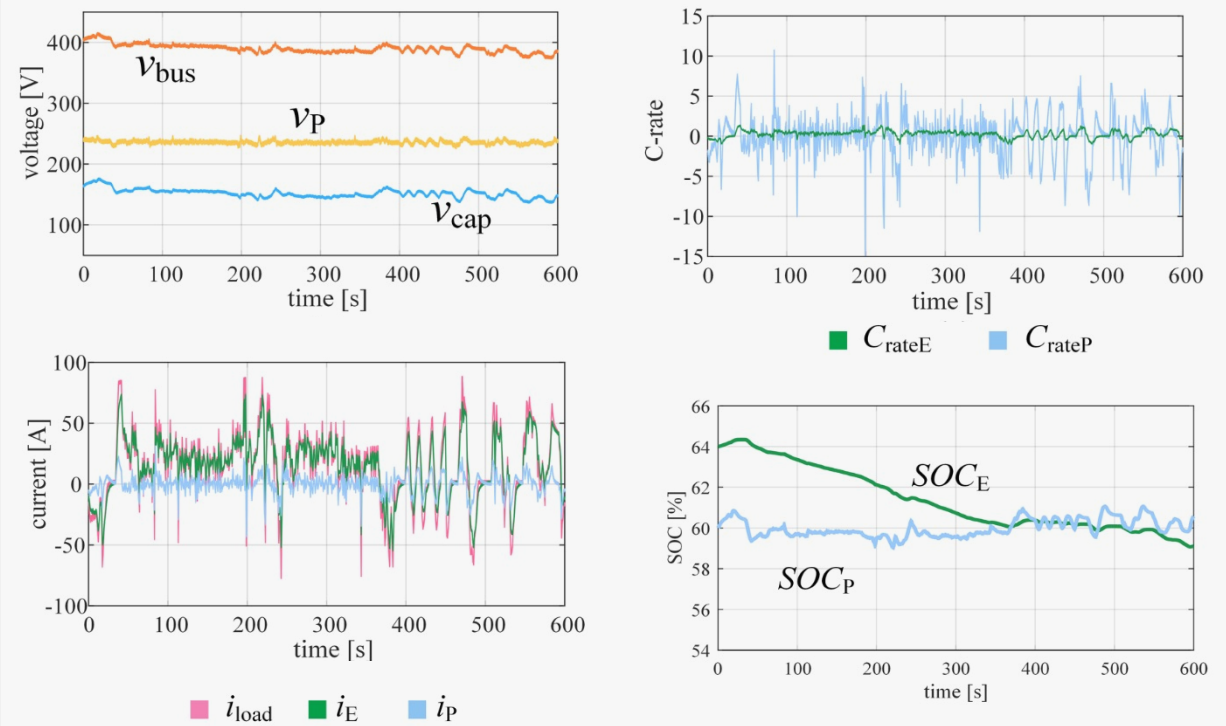 voltage [V]
400
300
200
100
v_bus
v_P
v_cap
0 100 200 300 400 500 600
time [s]
C-rate
15
10
5
0
-5
-10
-15
0 100 200 300 400 500 600
time [s]
C_rateE C_rateP
current [A]
100
50
0
-50
-100
0 100 200 300 400 500 600
time [s]
i_load i_E i_P
SOC [%]
66
64
62
60
58
56
54
SOC_E
SOC_P
0 100 200 300 400 500 600
time [s]